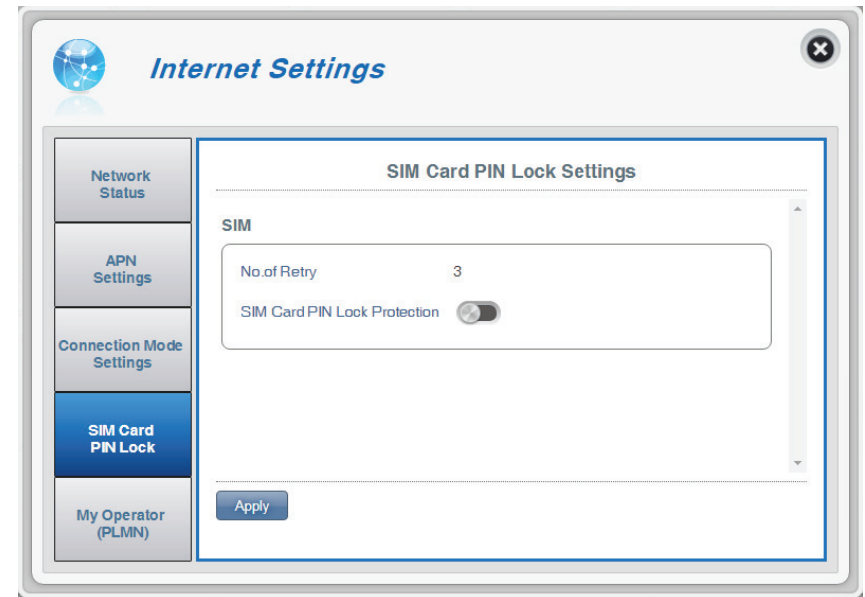 Internet Settings
Network
Status
APN
Settings
Connection Mode
Settings
SIM Card
PIN Lock
My Operator
(PLMN)
SIM Card PIN Lock Settings
SIM
No.of Retry 3
SIM Card PIN Lock Protection
Apply